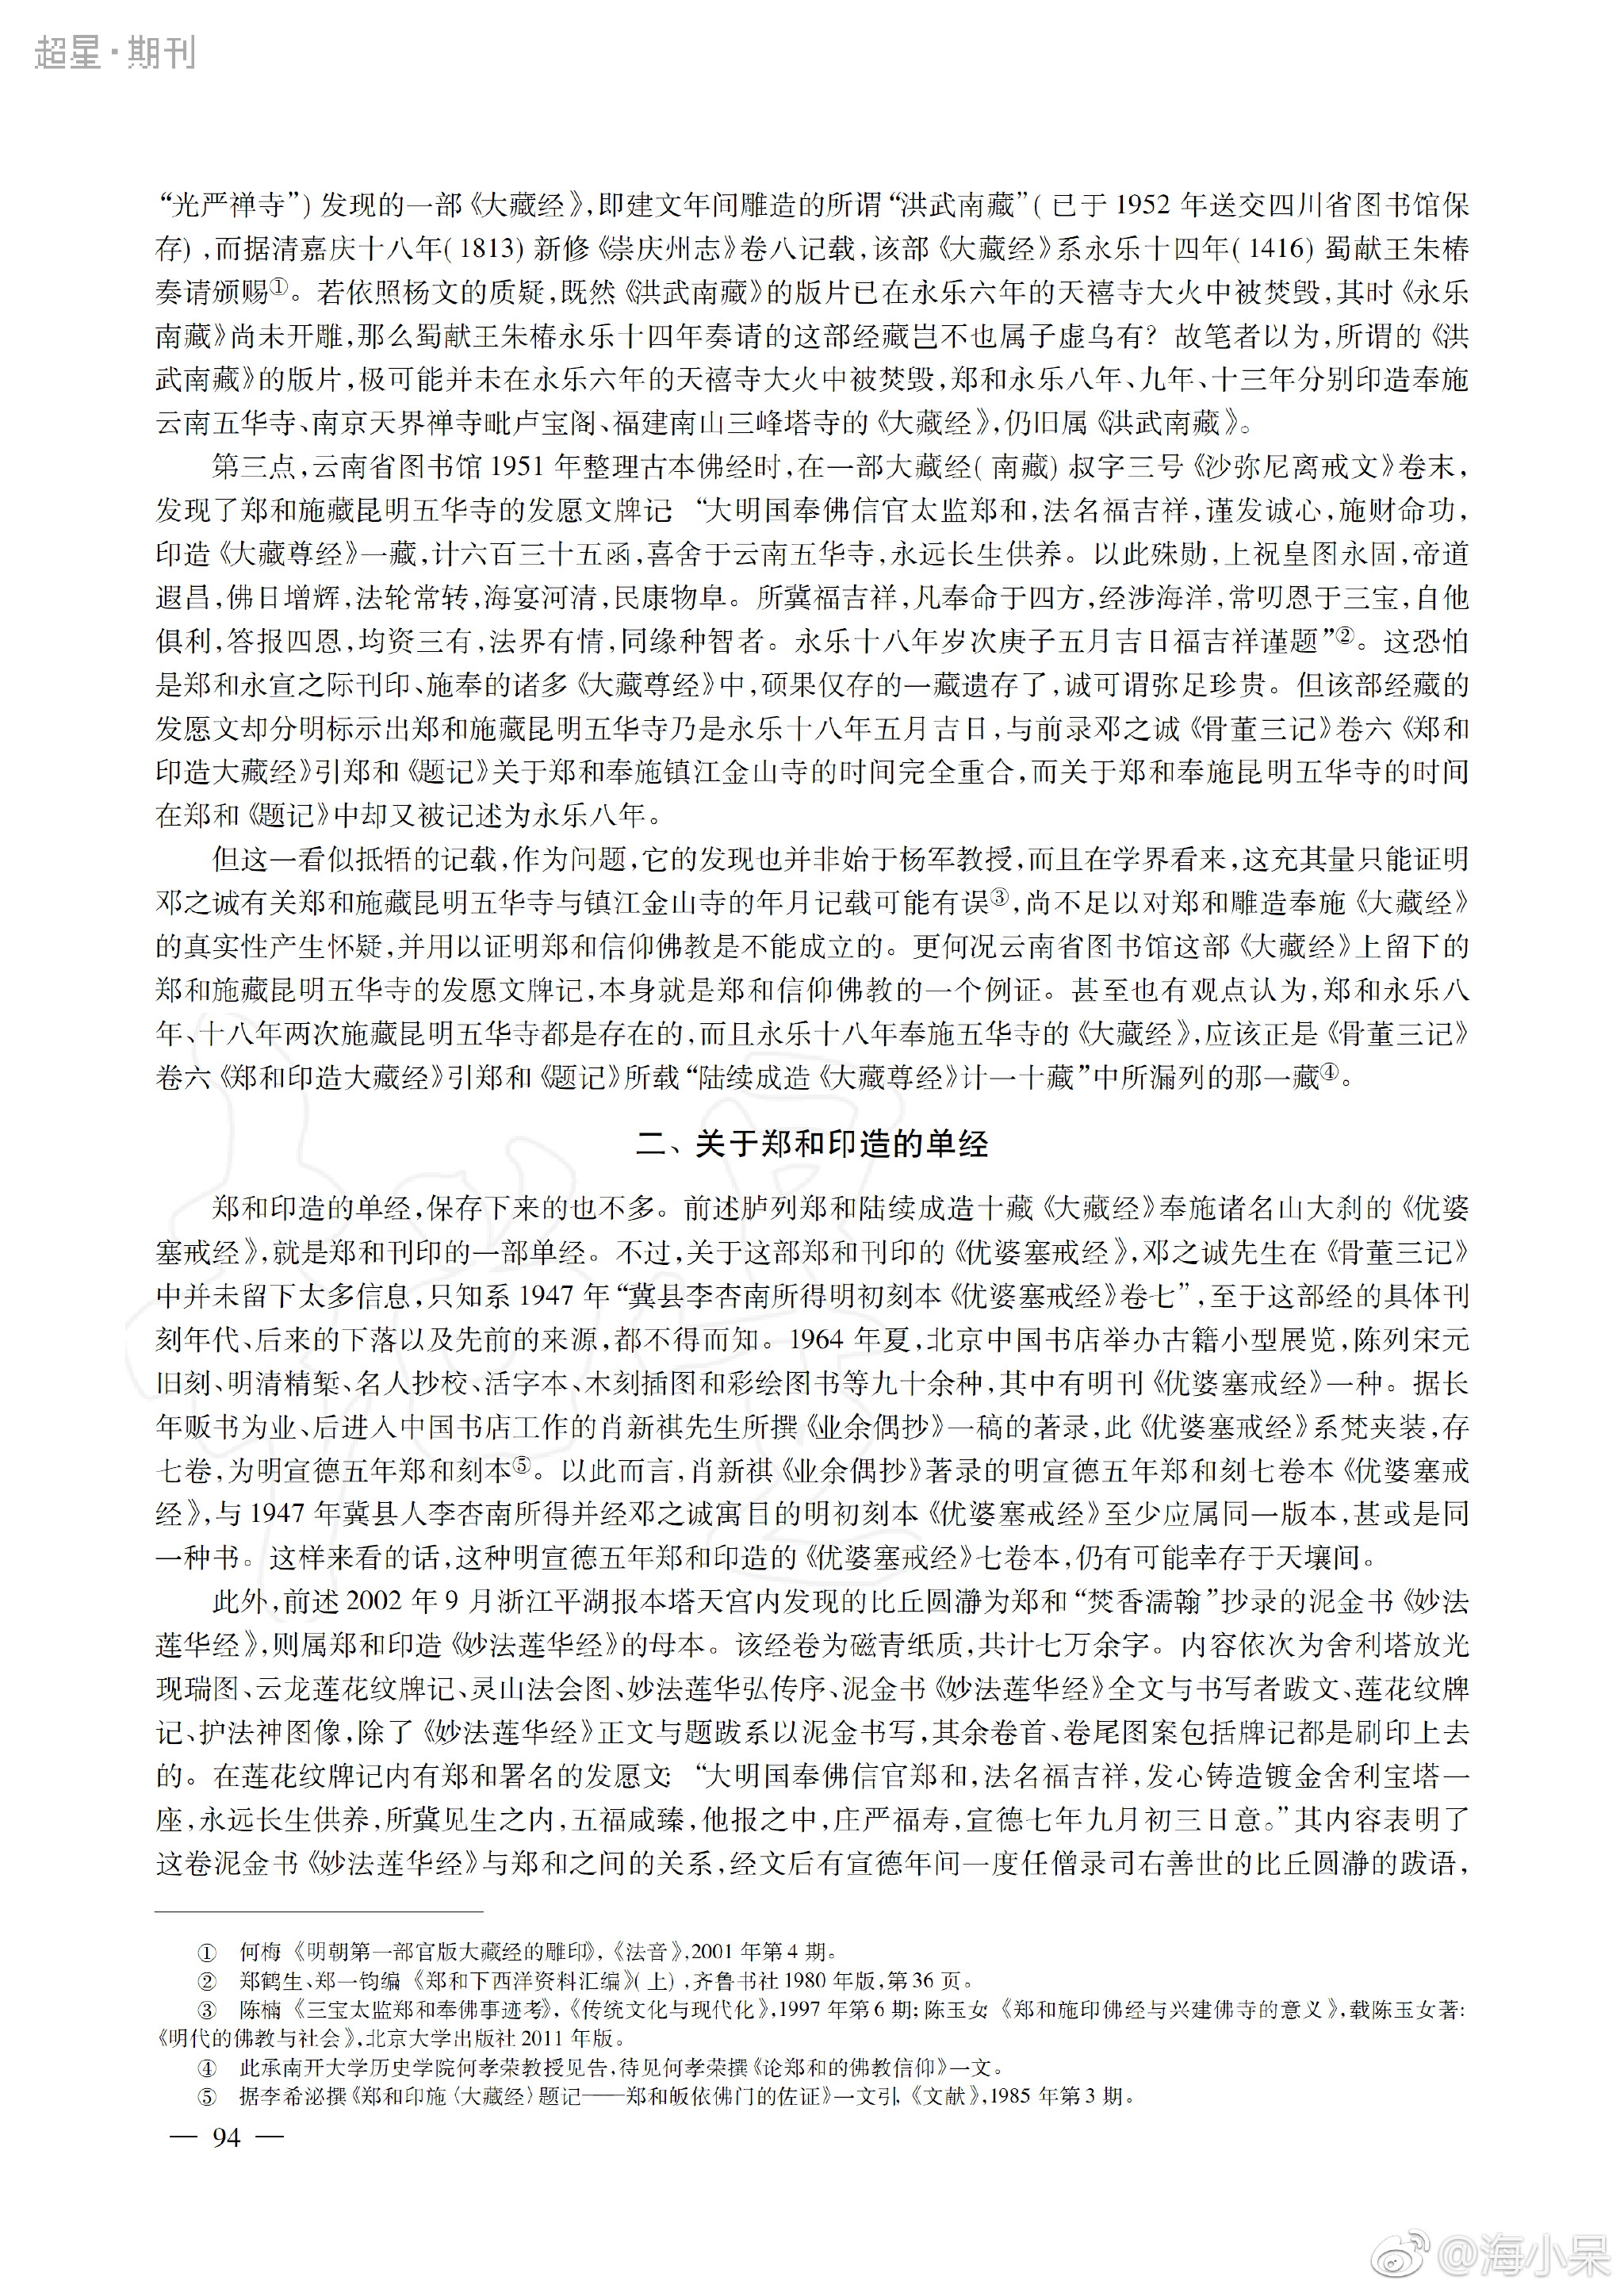 超星·期刊
“光严禅寺”) 发现的一部《大藏经》,即建文年间雕造的所谓“洪武南藏”( 已于 1952 年送交四川省图书馆保
存) ,而据清嘉庆十八年( 1813) 新修《崇庆州志》卷八记载,该部《大藏经》系永乐十四年( 1416) 蜀献王朱椿
奏请颁赐①。若依照杨文的质疑,既然《洪武南藏》的版片已在永乐六年的天禧寺大火中被焚毁,其时《永乐
南藏》尚未开雕,那么蜀献王朱椿永乐十四年奏请的这部经藏岂不也属子虚乌有? 故笔者以为,所谓的《洪
武南藏》的版片,极可能并未在永乐六年的天禧寺大火中被焚毁,郑和永乐八年、九年、十三年分别印造奉施
云南五华寺、南京天界禅寺毗卢宝阁、福建南山三峰塔寺的《大藏经》,仍旧属《洪武南藏》。
第三点,云南省图书馆 1951 年整理古本佛经时,在一部大藏经( 南藏) 叔字三号《沙弥尼离戒文》卷末,
发现了郑和施藏昆明五华寺的发愿文牌记: “大明国奉佛信官太监郑和,法名福吉祥,谨发诚心,施财命功,
印造《大藏尊经》一藏,计六百三十五函,喜舍于云南五华寺,永远长生供养。以此殊勋,上祝皇图永固,帝道
遐昌,佛日增辉,法轮常转,海宴河清,民康物阜。所冀福吉祥,凡奉命于四方,经涉海洋,常叨恩于三宝,自他
俱利,答报四恩,均资三有,法界有情,同缘种智者。永乐十八年岁次庚子五月吉日福吉祥谨题”②。这恐怕
是郑和永宣之际刊印、施奉的诸多《大藏尊经》中,硕果仅存的一藏遗存了,诚可谓弥足珍贵。但该部经藏的
发愿文却分明标示出郑和施藏昆明五华寺乃是永乐十八年五月吉日,与前录邓之诚《骨董三记》卷六《郑和
印造大藏经》引郑和《题记》关于郑和奉施镇江金山寺的时间完全重合,而关于郑和奉施昆明五华寺的时间
在郑和《题记》中却又被记述为永乐八年。
但这一看似抵牾的记载,作为问题,它的发现也并非始于杨军教授,而且在学界看来,这充其量只能证明
邓之诚有关郑和施藏昆明五华寺与镇江金山寺的年月记载可能有误③,尚不足以对郑和雕造奉施《大藏经》
的真实性产生怀疑,并用以证明郑和信仰佛教是不能成立的。更何况云南省图书馆这部《大藏经》上留下的
郑和施藏昆明五华寺的发愿文牌记,本身就是郑和信仰佛教的一个例证。甚至也有观点认为,郑和永乐八
年、十八年两次施藏昆明五华寺都是存在的,而且永乐十八年奉施五华寺的《大藏经》,应该正是《骨董三记》
卷六《郑和印造大藏经》引郑和《题记》所载“陆续成造《大藏尊经》计一十藏”中所漏列的那一藏④。
二、关于郑和印造的单经
郑和印造的单经,保存下来的也不多。前述胪列郑和陆续成造十藏《大藏经》奉施诸名山大刹的《优婆
塞戒经》,就是郑和刊印的一部单经。不过,关于这部郑和刊印的《优婆塞戒经》,邓之诚先生在《骨董三记》
中并未留下太多信息,只知系 1947 年“冀县李杏南所得明初刻本《优婆塞戒经》卷七”,至于这部经的具体刊
刻年代、后来的下落以及先前的来源,都不得而知。1964 年夏,北京中国书店举办古籍小型展览,陈列宋元
旧刻、明清精椠、名人抄校、活字本、木刻插图和彩绘图书等九十余种,其中有明刊《优婆塞戒经》一种。据长
年贩书为业、后进入中国书店工作的肖新祺先生所撰《业余偶抄》一稿的著录,此《优婆塞戒经》系梵夹装,存
七卷,为明宣德五年郑和刻本⑤。以此而言,肖新祺《业余偶抄》著录的明宣德五年郑和刻七卷本《优婆塞戒
经》,与 1947 年冀县人李杏南所得并经邓之诚寓目的明初刻本《优婆塞戒经》至少应属同一版本,甚或是同
一种书。这样来看的话,这种明宣德五年郑和印造的《优婆塞戒经》七卷本,仍有可能幸存于天壤间。
此外,前述 2002 年 9 月浙江平湖报本塔天宫内发现的比丘圆瀞为郑和“焚香濡翰”抄录的泥金书《妙法
莲华经》,则属郑和印造《妙法莲华经》的母本。该经卷为磁青纸质,共计七万余字。内容依次为舍利塔放光
现瑞图、云龙莲花纹牌记、灵山法会图、妙法莲华弘传序、泥金书《妙法莲华经》全文与书写者跋文、莲花纹牌
记、护法神图像,除了《妙法莲华经》正文与题跋系以泥金书写,其余卷首、卷尾图案包括牌记都是刷印上去
的。在莲花纹牌记内有郑和署名的发愿文: “大明国奉佛信官郑和,法名福吉祥,发心铸造镀金舍利宝塔一
座,永远长生供养,所冀见生之内,五福咸臻,他报之中,庄严福寿,宣德七年九月初三日意。”其内容表明了
这卷泥金书《妙法莲华经》与郑和之间的关系,经文后有宣德年间一度任僧录司右善世的比丘圆瀞的跋语,
① 何梅《明朝第一部官版大藏经的雕印》,《法音》,2001 年第 4 期。
② 郑鹤生、郑一钧编《郑和下西洋资料汇编》( 上) ,齐鲁书社 1980 年版,第 36 页。
③ 陈楠《三宝太监郑和奉佛事迹考》,《传统文化与现代化》,1997 年第 6 期; 陈玉女《郑和施印佛经与兴建佛寺的意义》,载陈玉女著:
《明代的佛教与社会》,北京大学出版社 2011 年版。
④ 此承南开大学历史学院何孝荣教授见告,待见何孝荣撰《论郑和的佛教信仰》一文。
⑤ 据李希泌撰《郑和印施〈大藏经〉题记——郑和皈依佛门的佐证》一文引,《文献》,1985 年第 3 期。
— 94 —
@海小呆